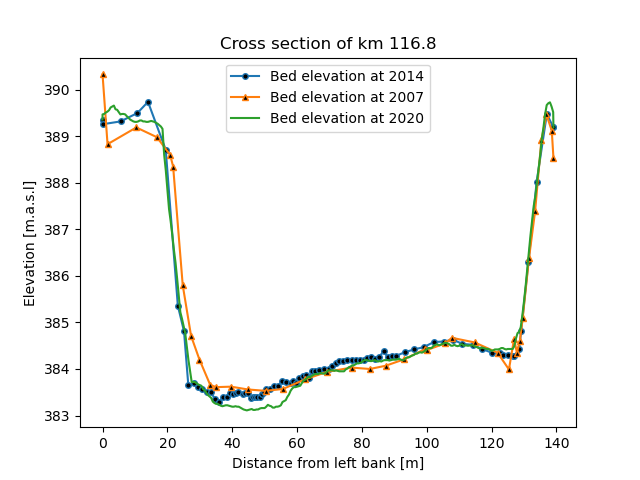 Cross section of km 116.8
Bed elevation at 2014
Bed elevation at 2007
Bed elevation at 2020
Elevation [m.a.s.l]
390
389
388
387
386
385
384
383
0 20 40 60 80 100 120 140
Distance from left bank [m]